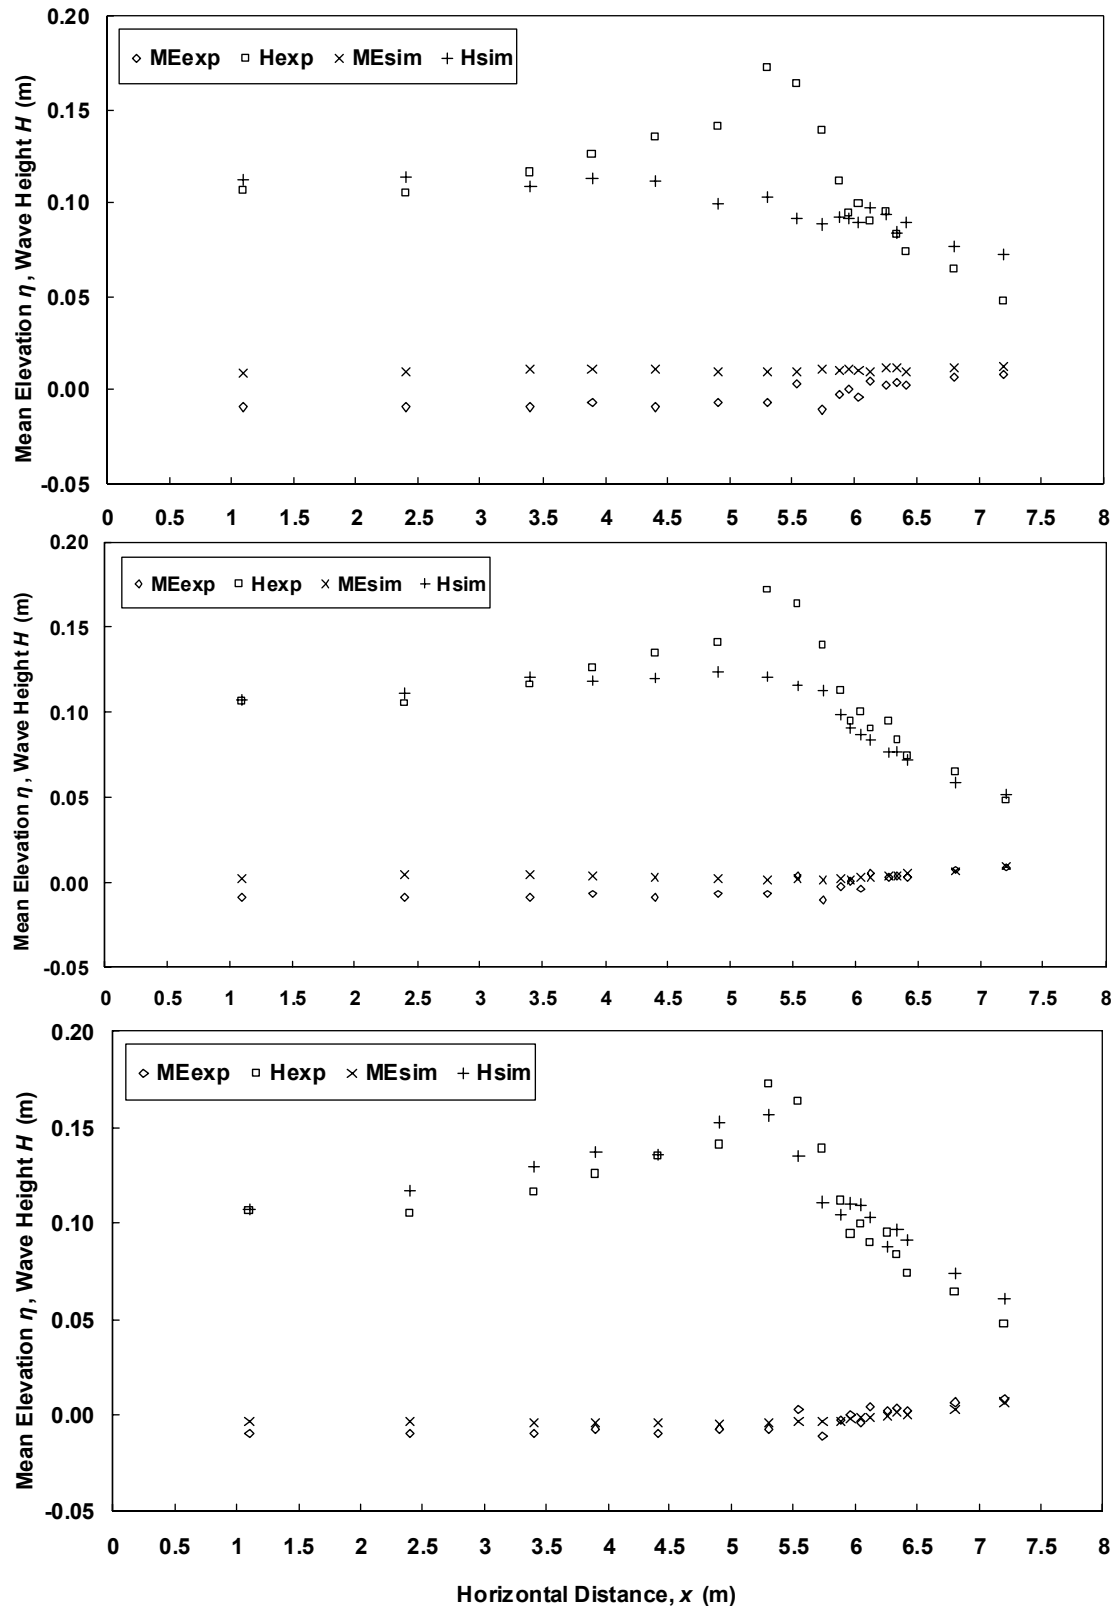 0.20
◇ MEexp □ Hexp × MEsim + Hsim
0.15
0.10
0.05
0.00
-0.05
Mean Elevation η, Wave Height H (m)
0 0.5 1 1.5 2 2.5 3 3.5 4 4.5 5 5.5 6 6.5 7 7.5 8
0.20
◇ MEexp □ Hexp × MEsim + Hsim
0.15
0.10
0.05
0.00
-0.05
Mean Elevation η, Wave Height H (m)
0 0.5 1 1.5 2 2.5 3 3.5 4 4.5 5 5.5 6 6.5 7 7.5 8
0.20
◇ MEexp □ Hexp × MEsim + Hsim
0.15
0.10
0.05
0.00
-0.05
Mean Elevation η, Wave Height H (m)
0 0.5 1 1.5 2 2.5 3 3.5 4 4.5 5 5.5 6 6.5 7 7.5 8
Horizontal Distance, x (m)